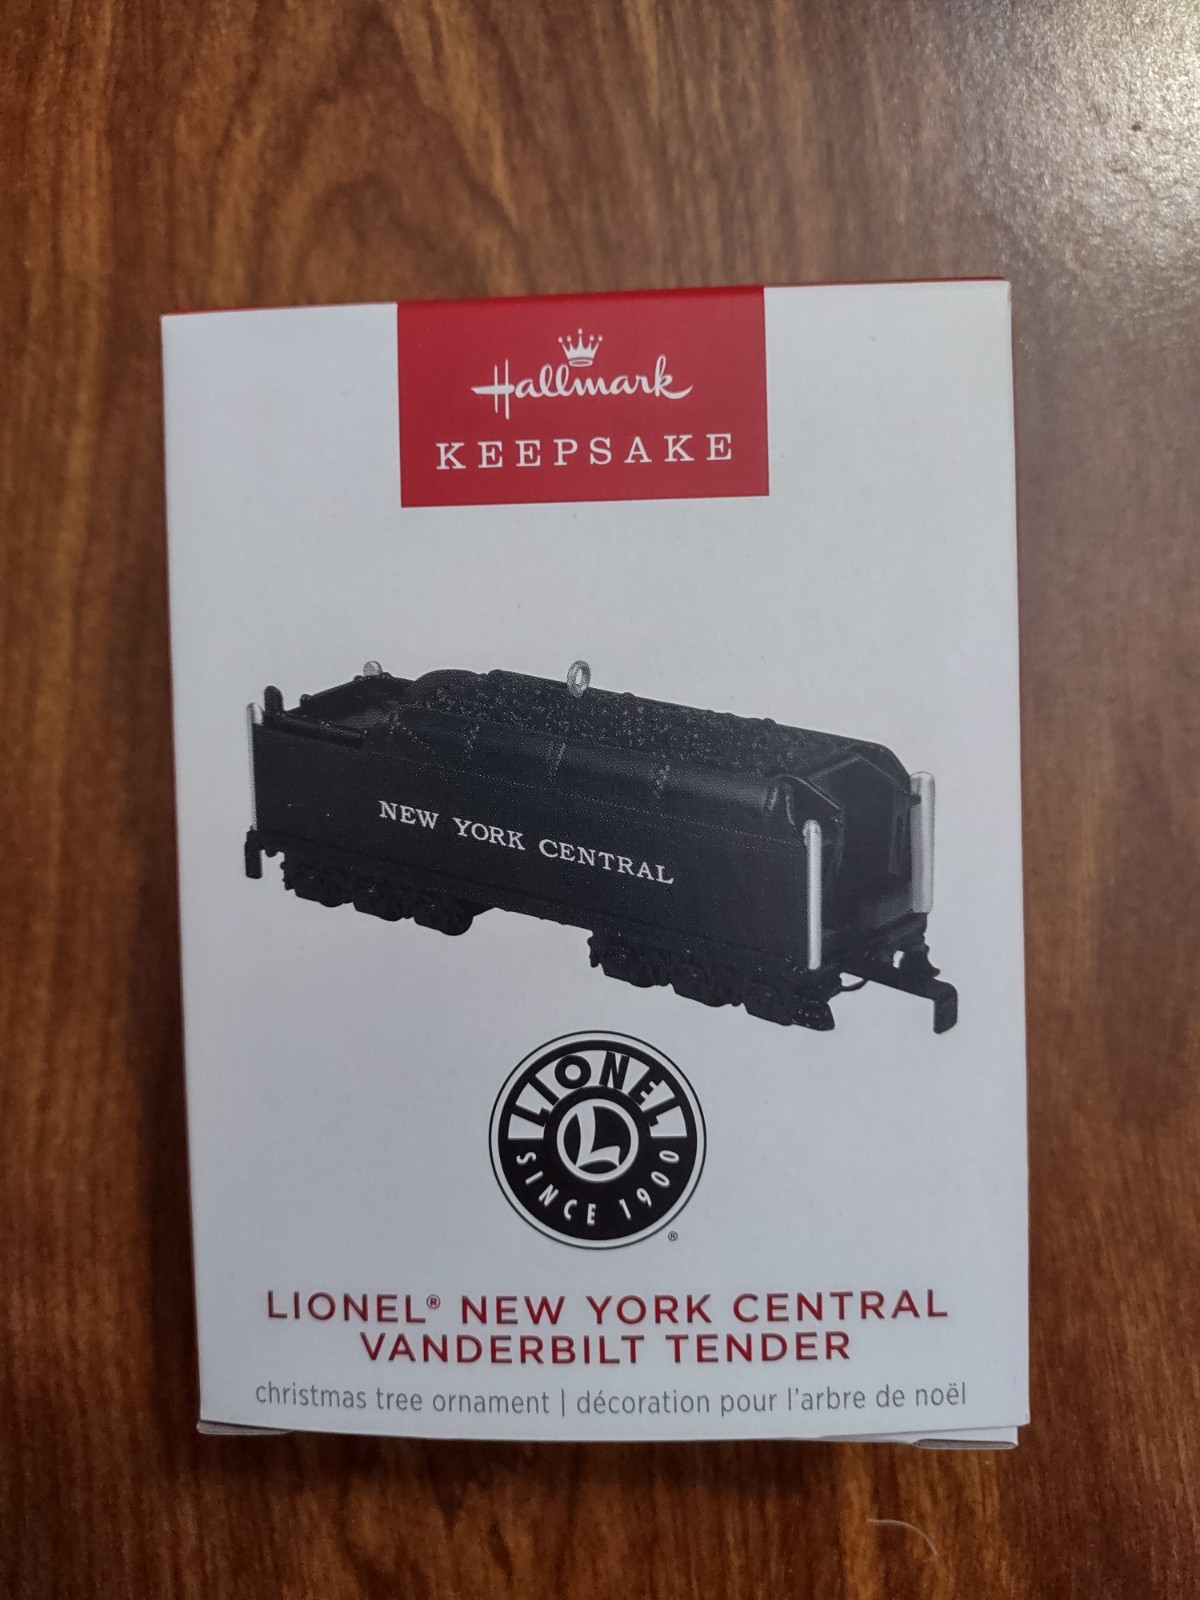 Hallmark
KEEPSAKE
NEW YORK CENTRAL
LIONEL
L
SINCE 1900
®
LIONEL® NEW YORK CENTRAL
VANDERBILT TENDER
christmas tree ornament | décoration pour l'arbre de noël